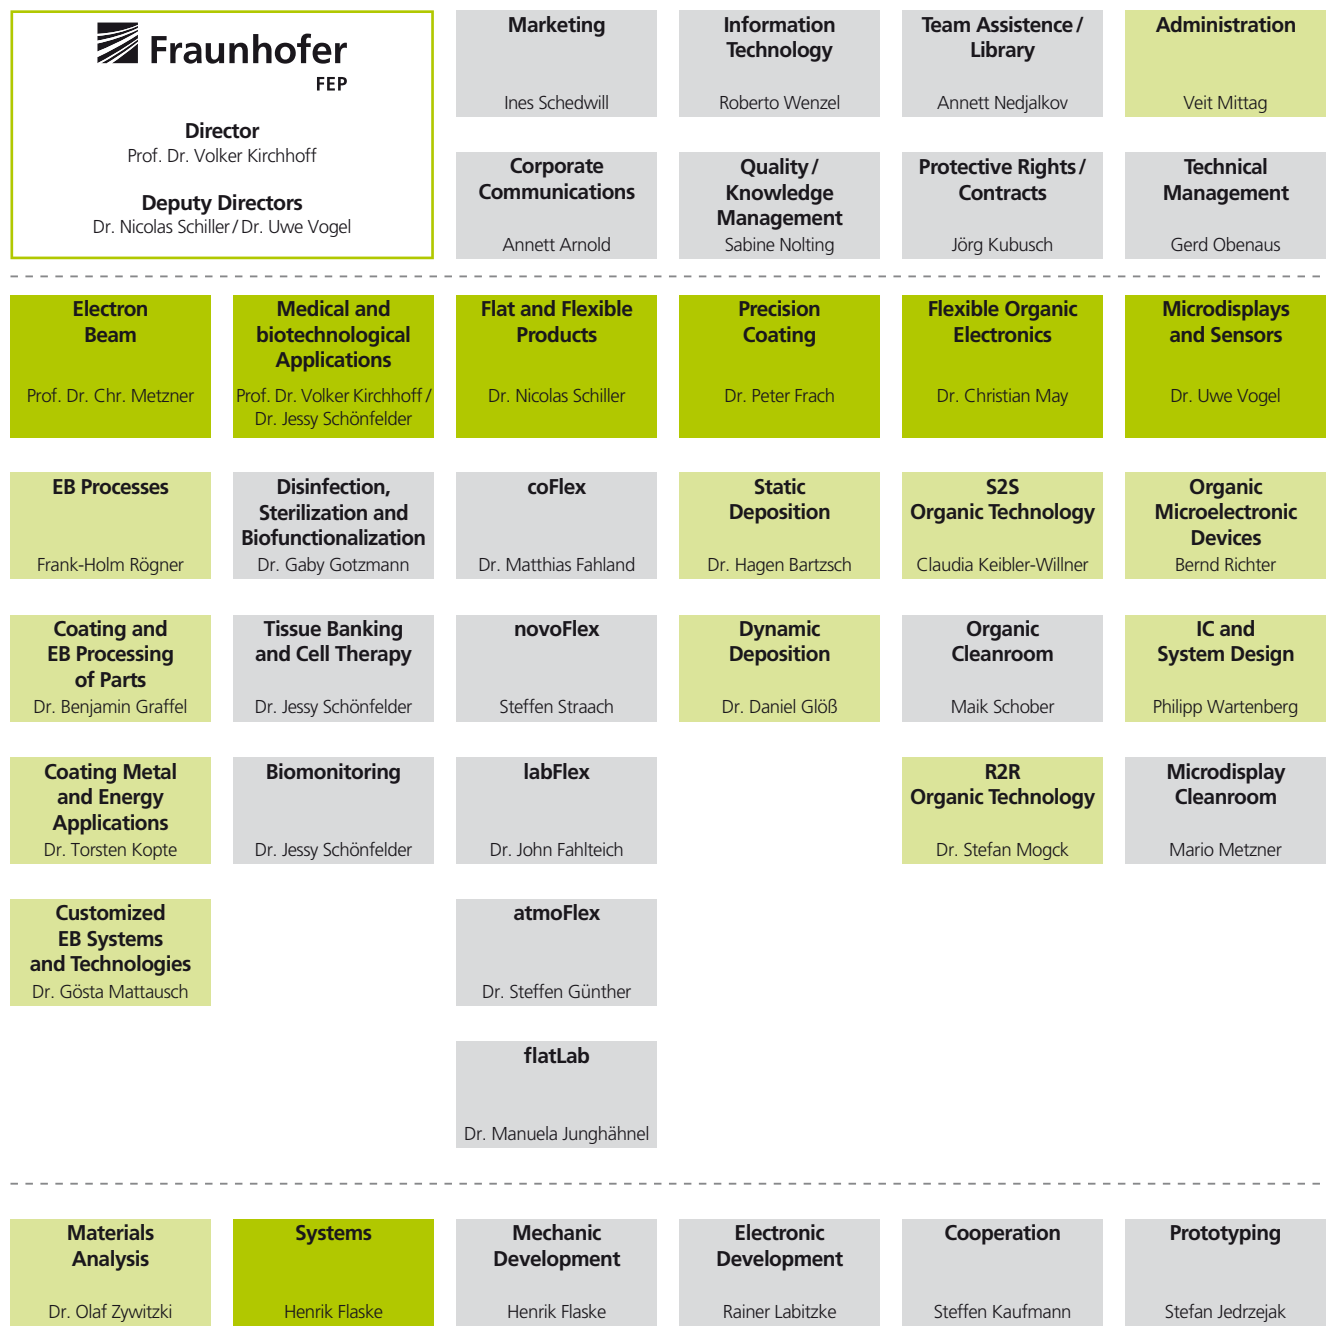 Fraunhofer
FEP
Director
Prof. Dr. Volker Kirchhoff
Deputy Directors
Dr. Nicolas Schiller / Dr. Uwe Vogel
Marketing
Ines Schedwill
Information
Technology
Roberto Wenzel
Team Assistence /
Library
Annett Nedjalkov
Administration
Veit Mittag
Corporate
Communications
Annett Arnold
Quality /
Knowledge
Management
Sabine Nolting
Protective Rights /
Contracts
Jörg Kubusch
Technical
Management
Gerd Obenaus
Electron
Beam
Prof. Dr. Chr. Metzner
Medical and
biotechnological
Applications
Prof. Dr. Volker Kirchhoff /
Dr. Jessy Schönfelder
Flat and Flexible
Products
Dr. Nicolas Schiller
Precision
Coating
Dr. Peter Frach
Flexible Organic
Electronics
Dr. Christian May
Microdisplays
and Sensors
Dr. Uwe Vogel
EB Processes
Frank-Holm Rögner
Disinfection,
Sterilization and
Biofunctionalization
Dr. Gaby Gotzmann
coFlex
Dr. Matthias Fahland
Static
Deposition
Dr. Hagen Bartzsch
S2S
Organic Technology
Claudia Keibler-Willner
Organic
Microelectronic
Devices
Bernd Richter
Coating and
EB Processing
of Parts
Dr. Benjamin Graffel
Tissue Banking
and Cell Therapy
Dr. Jessy Schönfelder
novoFlex
Steffen Straach
Dynamic
Deposition
Dr. Daniel Glöß
Organic
Cleanroom
Maik Schober
IC and
System Design
Philipp Wartenberg
Coating Metal
and Energy
Applications
Dr. Torsten Kopte
Biomonitoring
Dr. Jessy Schönfelder
labFlex
Dr. John Fahlteich
R2R
Organic Technology
Dr. Stefan Mogck
Microdisplay
Cleanroom
Mario Metzner
Customized
EB Systems
and Technologies
Dr. Gösta Mattausch
atmoFlex
Dr. Steffen Günther
flatLab
Dr. Manuela Junghähnel
Materials
Analysis
Dr. Olaf Zywitzki
Systems
Henrik Flaske
Mechanic
Development
Henrik Flaske
Electronic
Development
Rainer Labitzke
Cooperation
Steffen Kaufmann
Prototyping
Stefan Jedrzejak